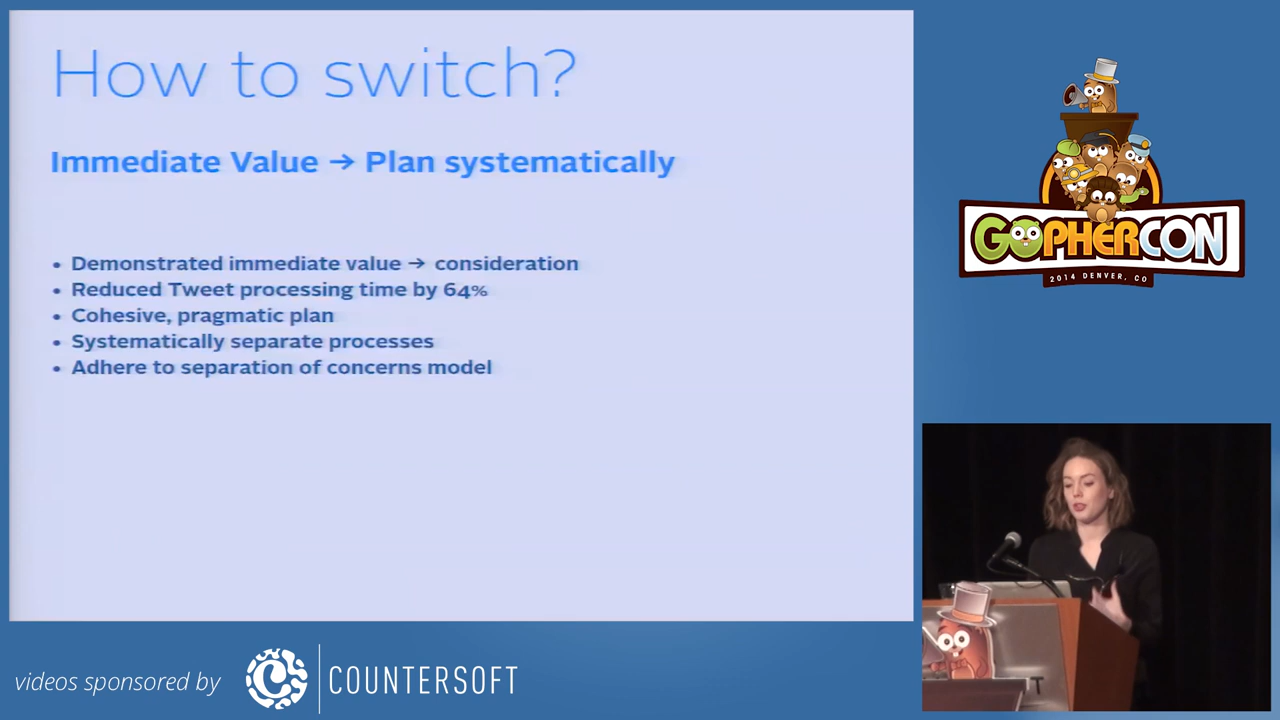 How to switch?
Immediate Value → Plan systematically
• Demonstrated immediate value → consideration
• Reduced Tweet processing time by 64%
• Cohesive, pragmatic plan
• Systematically separate processes
• Adhere to separation of concerns model
GOPHERCON
2014 DENVER, CO
T
videos sponsored by
COUNTERSOFT